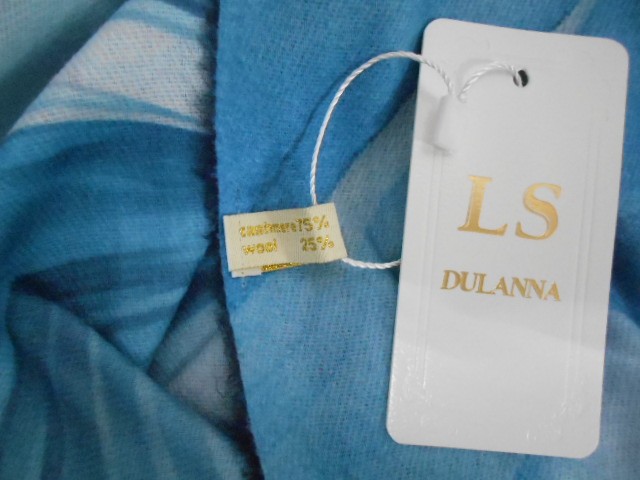 cashmere75%
wool 25%
LS
DULANNA